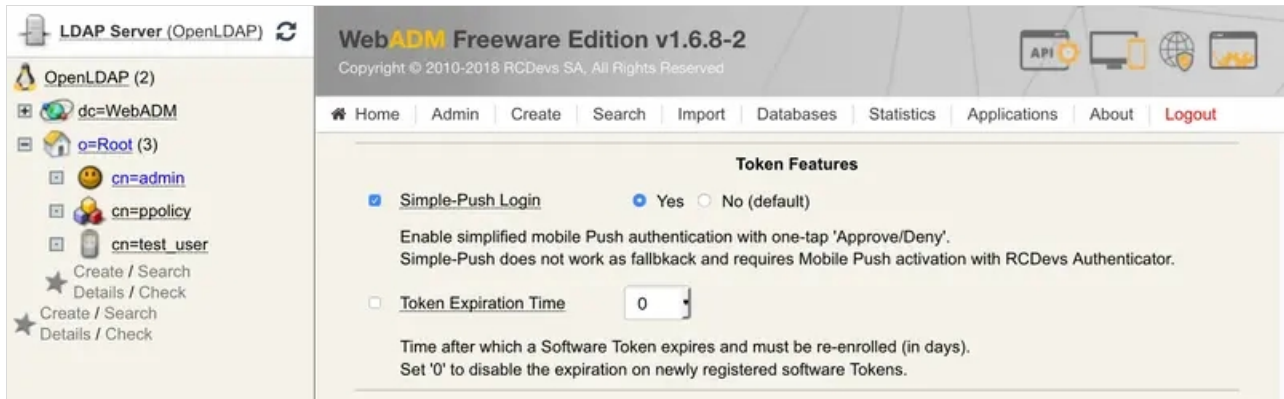 LDAP Server (OpenLDAP)
OpenLDAP (2)
dc=WebADM
o=Root (3)
cn=admin
cn=ppolicy
cn=test_user
Create / Search
Details / Check
Create / Search
Details / Check
WebADM Freeware Edition v1.6.8-2
Copyright © 2010-2018 RCDevs SA, All Rights Reserved
API
Home Admin Create Search Import Databases Statistics Applications About Logout
Token Features
Simple-Push Login Yes No (default)
Enable simplified mobile Push authentication with one-tap 'Approve/Deny'.
Simple-Push does not work as fallbkack and requires Mobile Push activation with RCDevs Authenticator.
Token Expiration Time 0
Time after which a Software Token expires and must be re-enrolled (in days).
Set '0' to disable the expiration on newly registered software Tokens.